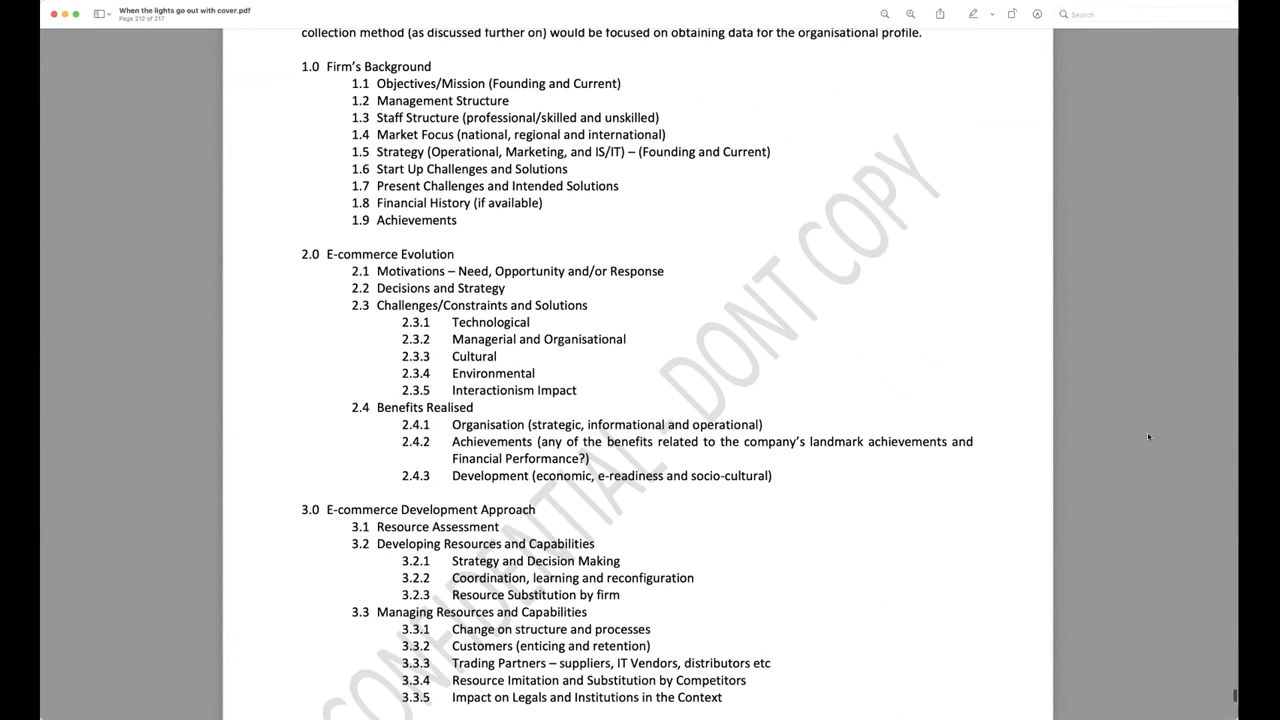 When the lights go out with cover.pdf
Page 212 of 217
Search
collection method (as discussed further on) would be focused on obtaining data for the organisational profile.
1.0 Firm's Background
1.1 Objectives/Mission (Founding and Current)
1.2 Management Structure
1.3 Staff Structure (professional/skilled and unskilled)
1.4 Market Focus (national, regional and international)
1.5 Strategy (Operational, Marketing, and IS/IT) – (Founding and Current)
1.6 Start Up Challenges and Solutions
1.7 Present Challenges and Intended Solutions
1.8 Financial History (if available)
1.9 Achievements
2.0 E-commerce Evolution
2.1 Motivations – Need, Opportunity and/or Response
2.2 Decisions and Strategy
2.3 Challenges/Constraints and Solutions
2.3.1 Technological
2.3.2 Managerial and Organisational
2.3.3 Cultural
2.3.4 Environmental
2.3.5 Interactionism Impact
2.4 Benefits Realised
2.4.1 Organisation (strategic, informational and operational)
2.4.2 Achievements (any of the benefits related to the company's landmark achievements and
Financial Performance?)
2.4.3 Development (economic, e-readiness and socio-cultural)
3.0 E-commerce Development Approach
3.1 Resource Assessment
3.2 Developing Resources and Capabilities
3.2.1 Strategy and Decision Making
3.2.2 Coordination, learning and reconfiguration
3.2.3 Resource Substitution by firm
3.3 Managing Resources and Capabilities
3.3.1 Change on structure and processes
3.3.2 Customers (enticing and retention)
3.3.3 Trading Partners – suppliers, IT Vendors, distributors etc
3.3.4 Resource Imitation and Substitution by Competitors
3.3.5 Impact on Legals and Institutions in the Context
CONFIDENTIAL - DONT COPY